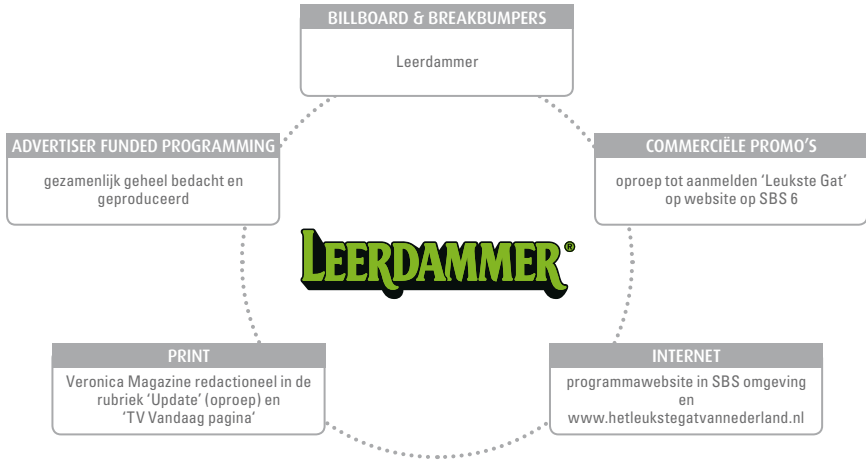 BILLBOARD & BREAKBUMPERS
Leerdammer
ADVERTISER FUNDED PROGRAMMING
gezamenlijk geheel bedacht en
geproduceerd
COMMERCIËLE PROMO'S
oproep tot aanmelden ‘Leukste Gat’
op website op SBS 6
LEERDAMMER®
PRINT
Veronica Magazine redactioneel in de
rubriek ‘Update’ (oproep) en
‘TV Vandaag pagina’
INTERNET
programmawebsite in SBS omgeving
en
www.hetleukstegatvannederland.nl